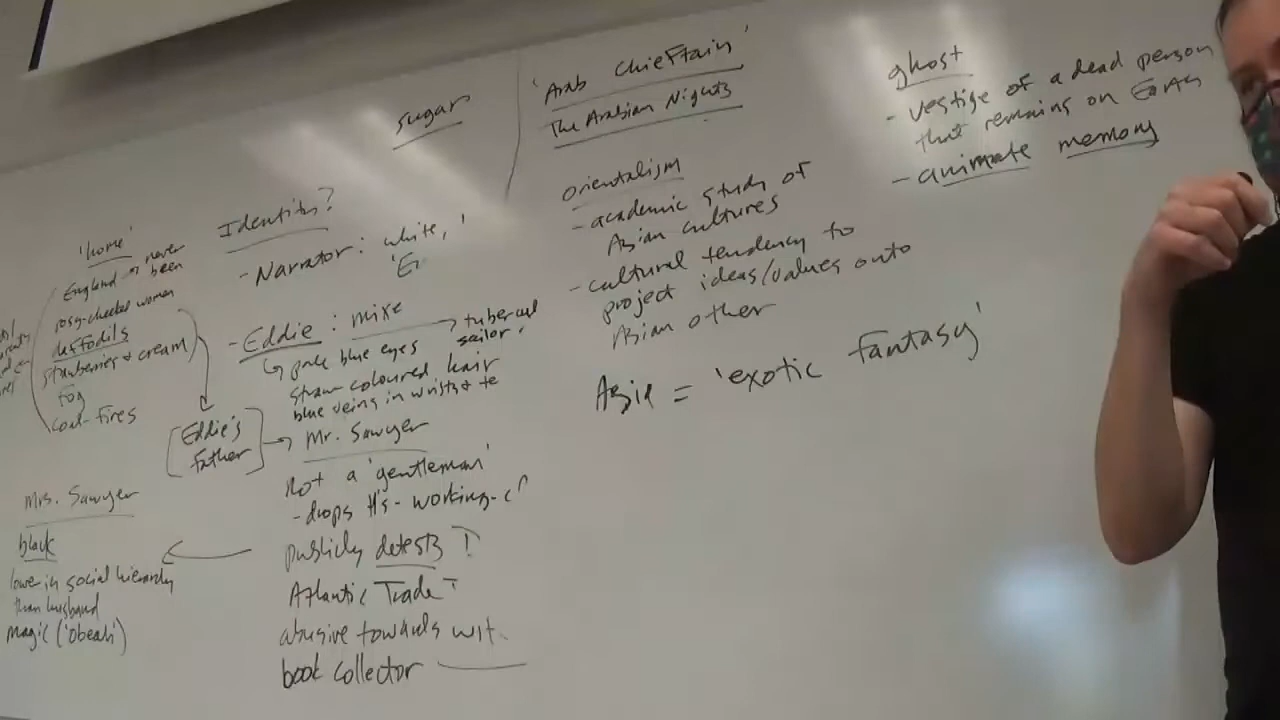 'home'
England → never been
rosy-cheeked women
daffodils
strawberries & cream
Fog
coal-fires
Mrs. Sawyer
black
lower in social hierarchy
than husband
magic ('obeah')
sugar
Identity?
- Narrator: white, '
- Eddie: mixe
pale blue eyes
sailor,
straw coloured hair
blue veins in wrists & te
[Eddie's Father] → Mr. Sawyer
not a 'gentleman'
- drops H's - working-c
publicly detests
Atlantic Trade
abusive towards
book collector
'Arab Chieftain'
The Arabian Nights
orientalism
- academic study of
Asian cultures
- cultural tendency to
project ideas/values onto
Asian other
Asia = 'exotic fantasy'
ghost
- vestige of a dead person
that remains on Earth
- animate memory